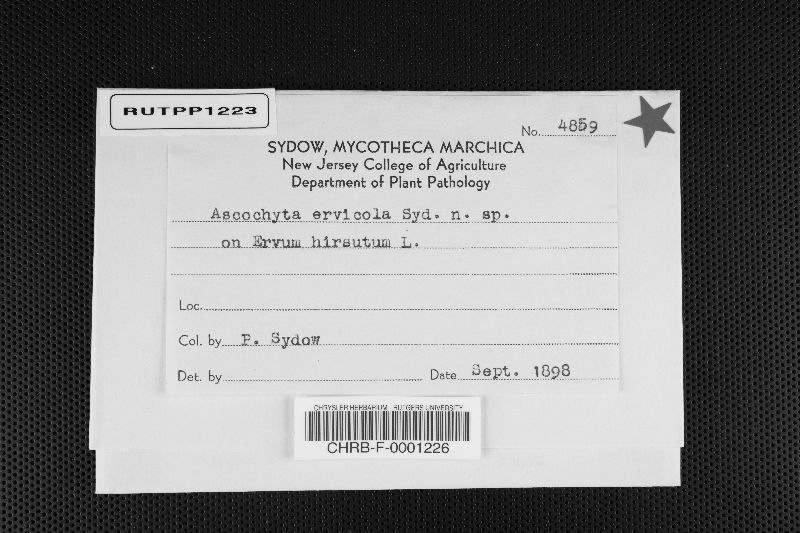 RUTPP1223
No. 4859
SYDOW, MYCOTHECA MARCHICA
New Jersey College of Agriculture
Department of Plant Pathology
Ascochyta ervicola Syd. n. sp.
on Ervum hirsutum L.
Loc.
Col. by P. Sydow
Det. by Date Sept. 1898
CHRYSLER HERBARIUM - RUTGERS UNIVERSITY
CHRB-F-0001226